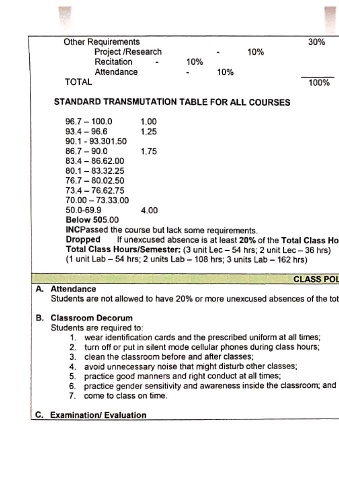 Other Requirements 30%
Project /Research - 10%
Recitation - 10%
Attendance - 10%
TOTAL 100%
STANDARD TRANSMUTATION TABLE FOR ALL COURSES
96.7 – 100.0 1.00
93.4 – 96.6 1.25
90.1 - 93.301.50
86.7 – 90.0 1.75
83.4 – 86.62.00
80.1 – 83.32.25
76.7 – 80.02.50
73.4 – 76.62.75
70.00 – 73.33.00
50.0-69.9 4.00
Below 505.00
INCPassed the course but lack some requirements.
Dropped If unexcused absence is at least 20% of the Total Class Ho
Total Class Hours/Semester: (3 unit Lec – 54 hrs; 2 unit Lec – 36 hrs)
(1 unit Lab – 54 hrs; 2 units Lab – 108 hrs; 3 units Lab – 162 hrs)
CLASS POL
A. Attendance
Students are not allowed to have 20% or more unexcused absences of the tot
B. Classroom Decorum
Students are required to:
1. wear identification cards and the prescribed uniform at all times;
2. turn off or put in silent mode cellular phones during class hours;
3. clean the classroom before and after classes;
4. avoid unnecessary noise that might disturb other classes;
5. practice good manners and right conduct at all times;
6. practice gender sensitivity and awareness inside the classroom; and
7. come to class on time.
C. Examination/ Evaluation